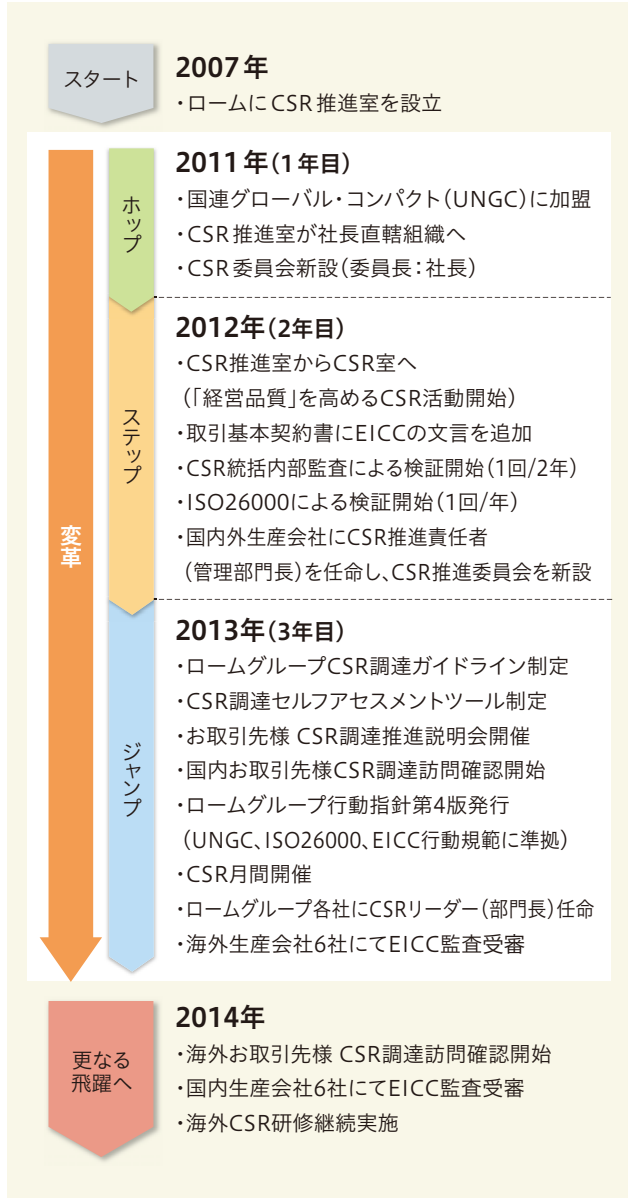 スタート
2007年
・ロームにCSR推進室を設立
変革
ホップ
2011年(1年目)
・国連グローバル・コンパクト(UNGC)に加盟
・CSR推進室が社長直轄組織へ
・CSR委員会新設(委員長:社長)
ステップ
2012年(2年目)
・CSR推進室からCSR室へ
(「経営品質」を高めるCSR活動開始)
・取引基本契約書にEICCの文言を追加
・CSR統括内部監査による検証開始(1回/2年)
・ISO26000による検証開始(1回/年)
・国内外生産会社にCSR推進責任者
(管理部門長)を任命し、CSR推進委員会を新設
ジャンプ
2013年(3年目)
・ロームグループCSR調達ガイドライン制定
・CSR調達セルフアセスメントツール制定
・お取引先様 CSR調達推進説明会開催
・国内お取引先様CSR調達訪問確認開始
・ロームグループ行動指針第4版発行
(UNGC、ISO26000、EICC行動規範に準拠)
・CSR月間開催
・ロームグループ各社にCSRリーダー(部門長)任命
・海外生産会社6社にてEICC監査受審
更なる
飛躍へ
2014年
・海外お取引先様 CSR調達訪問確認開始
・国内生産会社6社にてEICC監査受審
・海外CSR研修継続実施